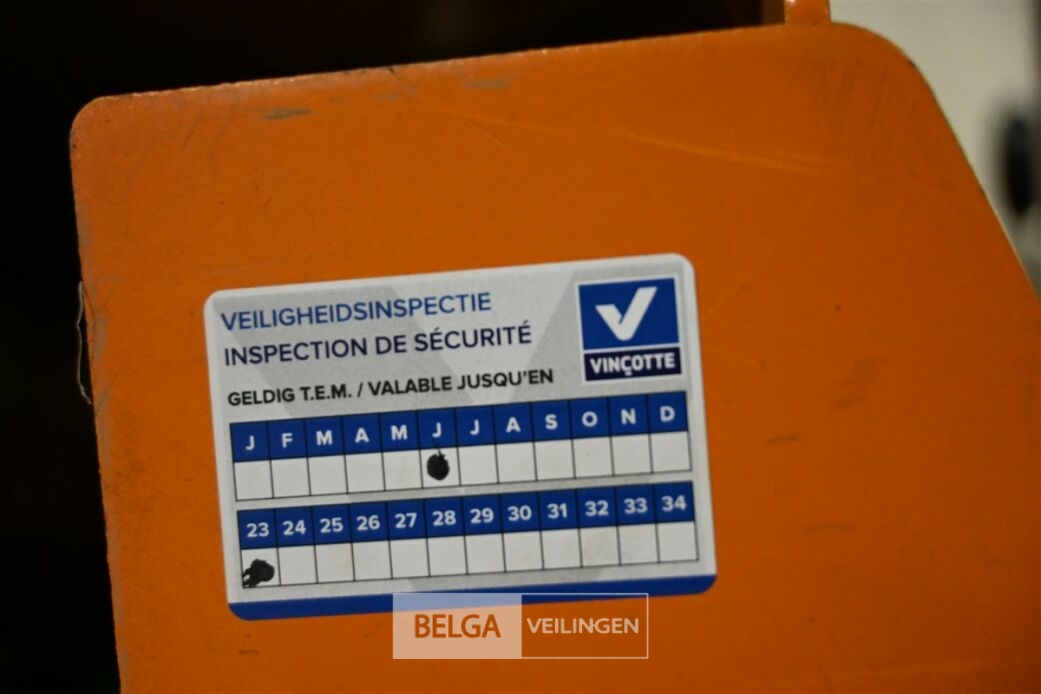 VEILIGHEIDSINSPECTIE
INSPECTION DE SÉCURITÉ
VINÇOTTE
GELDIG T.E.M. / VALABLE JUSQU'EN
J F M A M J J A S O N D
23 24 25 26 27 28 29 30 31 32 33 34
BELGA VEILINGEN